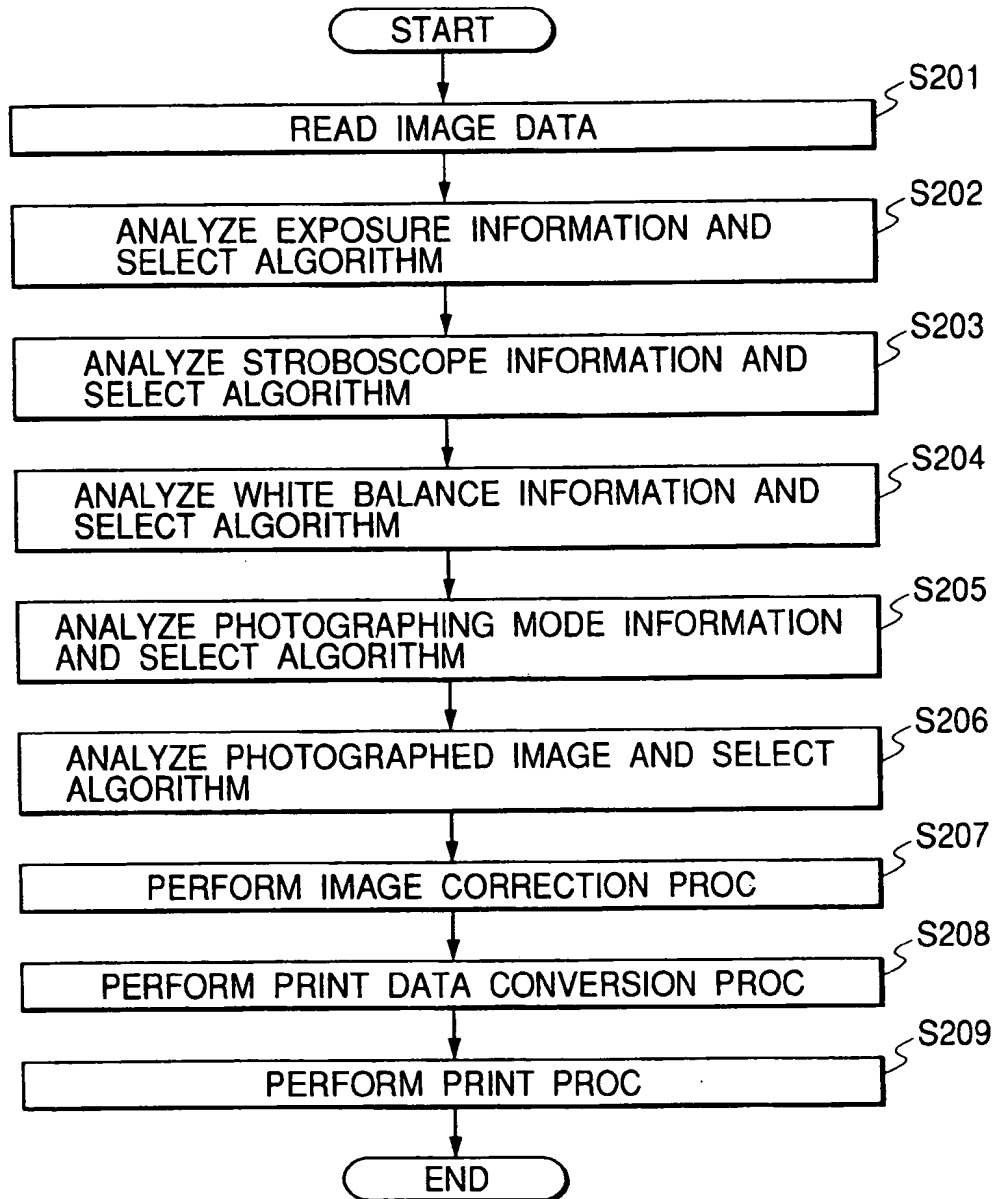 START
S201
READ IMAGE DATA
S202
ANALYZE EXPOSURE INFORMATION AND
SELECT ALGORITHM
S203
ANALYZE STROBOSCOPE INFORMATION AND
SELECT ALGORITHM
S204
ANALYZE WHITE BALANCE INFORMATION AND
SELECT ALGORITHM
S205
ANALYZE PHOTOGRAPHING MODE INFORMATION
AND SELECT ALGORITHM
S206
ANALYZE PHOTOGRAPHED IMAGE AND SELECT
ALGORITHM
S207
PERFORM IMAGE CORRECTION PROC
S208
PERFORM PRINT DATA CONVERSION PROC
S209
PERFORM PRINT PROC
END